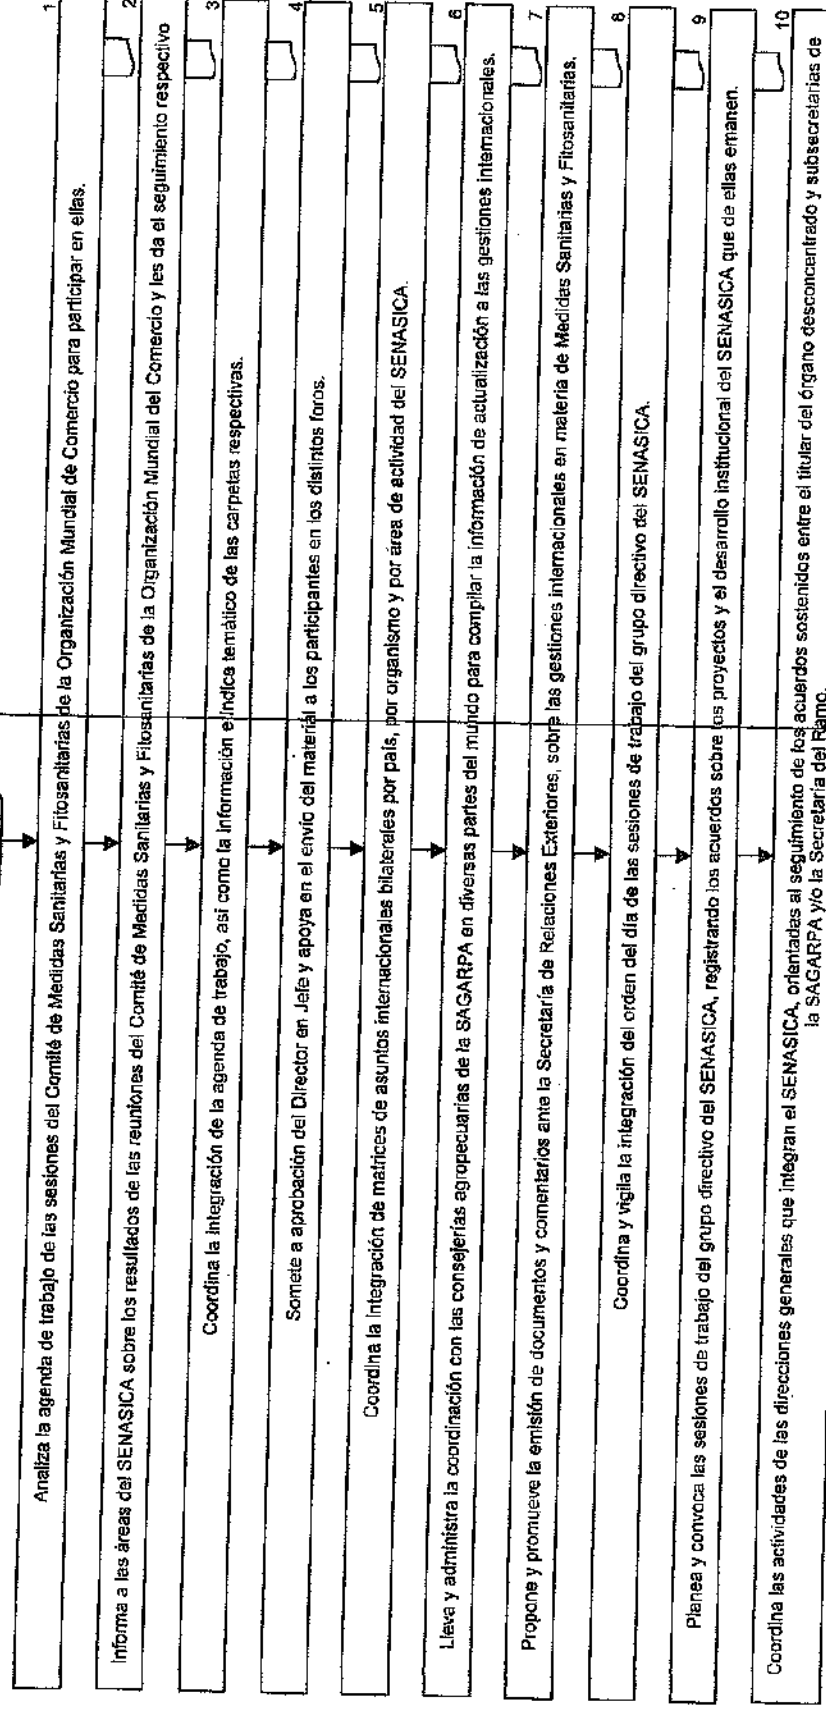 1
Analiza la agenda de trabajo de las sesiones del Comité de Medidas Sanitarias y Fitosanitarias de la Organización Mundial de Comercio para participar en ellas.
2
Informa a las áreas del SENASICA sobre los resultados de las reuniones del Comité de Medidas Sanitarias y Fitosanitarias de la Organización Mundial del Comercio y les da el seguimiento respectivo
3
Coordina la integración de la agenda de trabajo, así como la información e índice temático de las carpetas respectivas.
4
Somete a aprobación del Director en Jefe y apoya en el envío del material a los participantes en los distintos foros.
5
Coordina la integración de matrices de asuntos internacionales bilaterales por país, por organismo y por área de actividad del SENASICA.
6
Lleva y administra la coordinación con las consejerías agropecuarias de la SAGARPA en diversas partes del mundo para compilar la información de actualización a las gestiones internacionales.
7
Propone y promueve la emisión de documentos y comentarios ante la Secretaría de Relaciones Exteriores, sobre las gestiones internacionales en materia de Medidas Sanitarias y Fitosanitarias.
8
Coordina y vigila la integración del orden del día de las sesiones de trabajo del grupo directivo del SENASICA.
9
Planea y convoca las sesiones de trabajo del grupo directivo del SENASICA, registrando los acuerdos sobre los proyectos y el desarrollo institucional del SENASICA que de ellas emanen.
10
Coordina las actividades de las direcciones generales que integran el SENASICA, orientadas al seguimiento de los acuerdos sostenidos entre el titular del órgano desconcentrado y subsecretarias de
la SAGARPA y/o la Secretaría del Ramo.